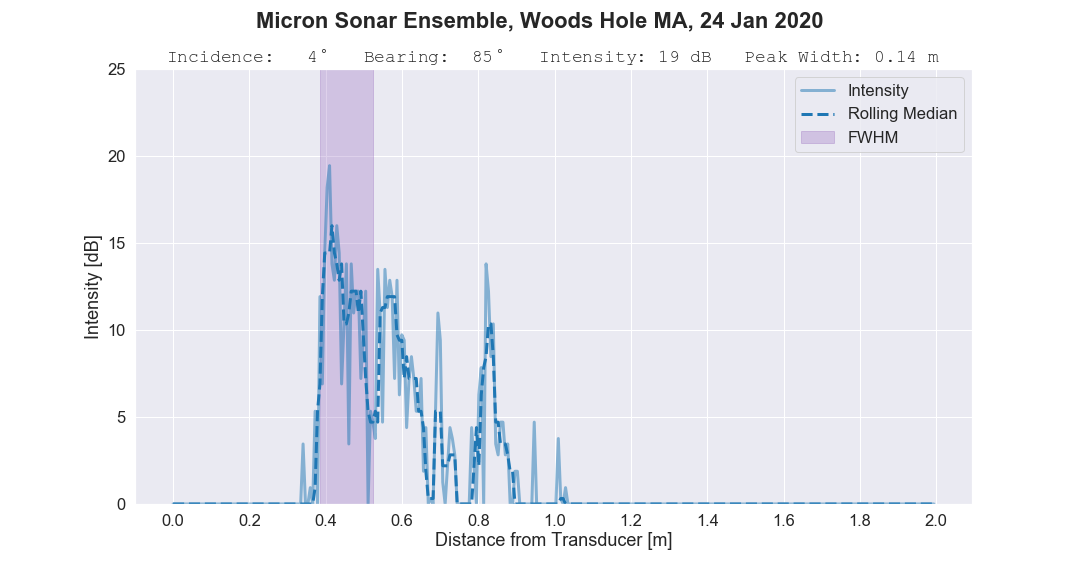 Micron Sonar Ensemble, Woods Hole MA, 24 Jan 2020
Incidence: 4° Bearing: 85° Intensity: 19 dB Peak Width: 0.14 m
25
20
15
10
5
0
Intensity [dB]
Intensity
Rolling Median
FWHM
0.0 0.2 0.4 0.6 0.8 1.0 1.2 1.4 1.6 1.8 2.0
Distance from Transducer [m]